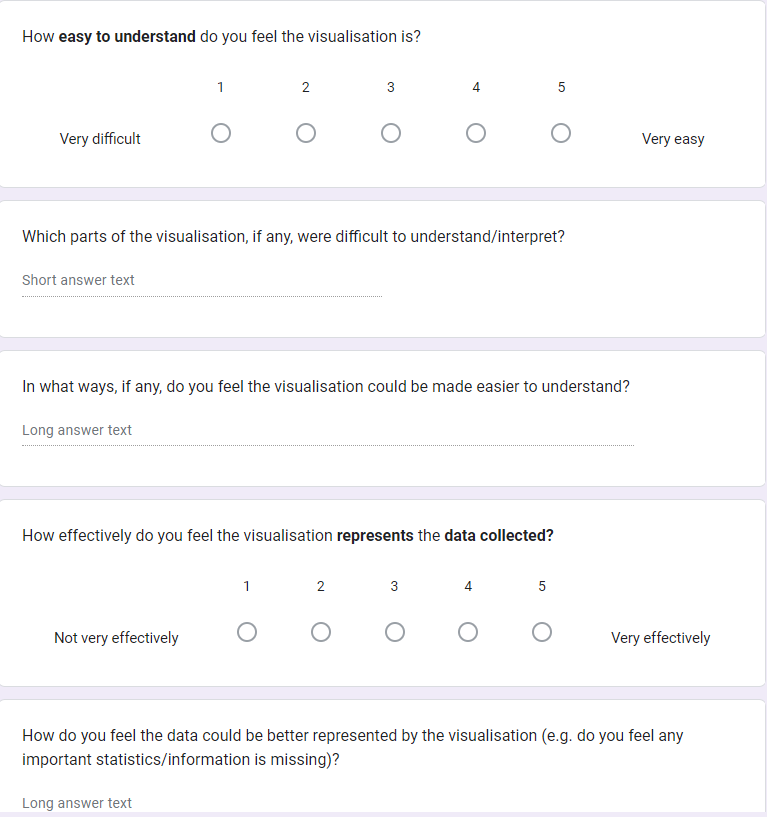 How easy to understand do you feel the visualisation is?
1 2 3 4 5
Very difficult Very easy
Which parts of the visualisation, if any, were difficult to understand/interpret?
Short answer text
In what ways, if any, do you feel the visualisation could be made easier to understand?
Long answer text
How effectively do you feel the visualisation represents the data collected?
1 2 3 4 5
Not very effectively Very effectively
How do you feel the data could be better represented by the visualisation (e.g. do you feel any
important statistics/information is missing)?
Long answer text